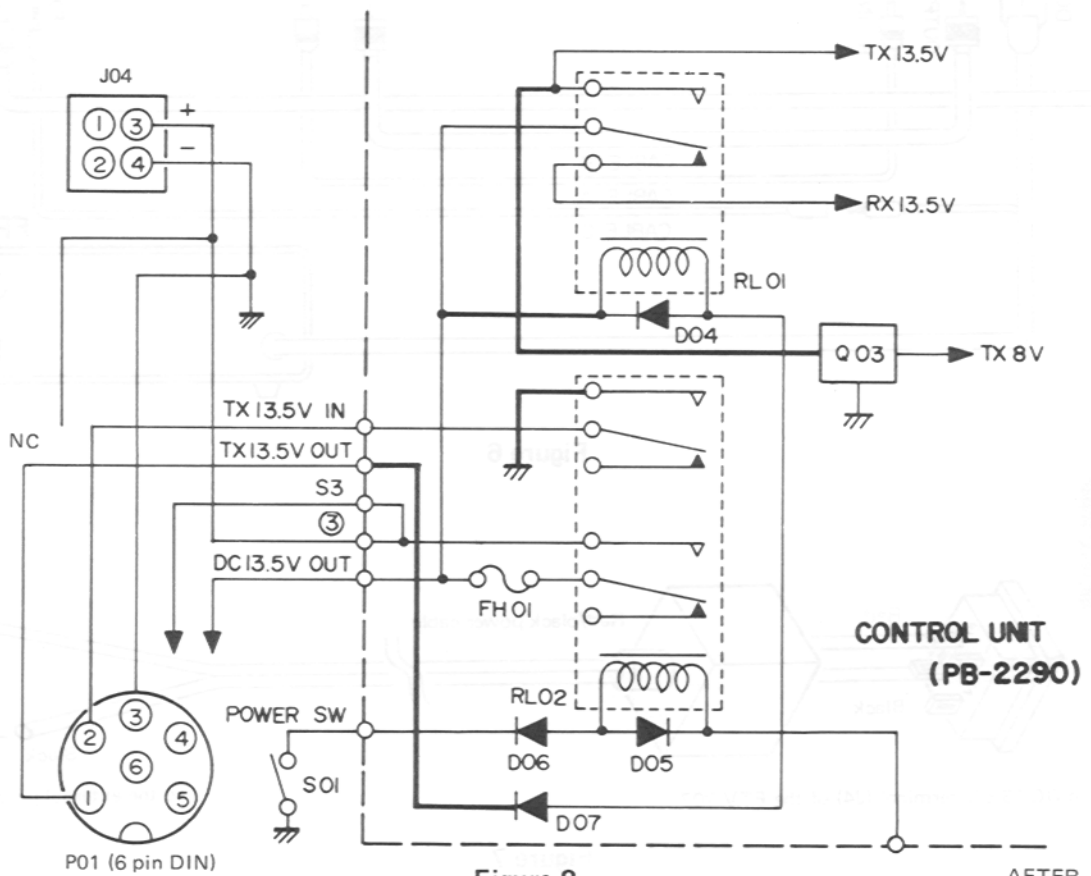 J04
+
1 3
-
2 4
TX 13.5V
RX 13.5V
RL01
D04
Q03
TX 8V
TX 13.5V IN
NC
TX 13.5V OUT
S3
3
DC 13.5V OUT
FH01
CONTROL UNIT
(PB-2290)
RL02
POWER SW
D06
D05
S01
D07
3
2 4
6
1 5
P01 (6 pin DIN)
AFTER